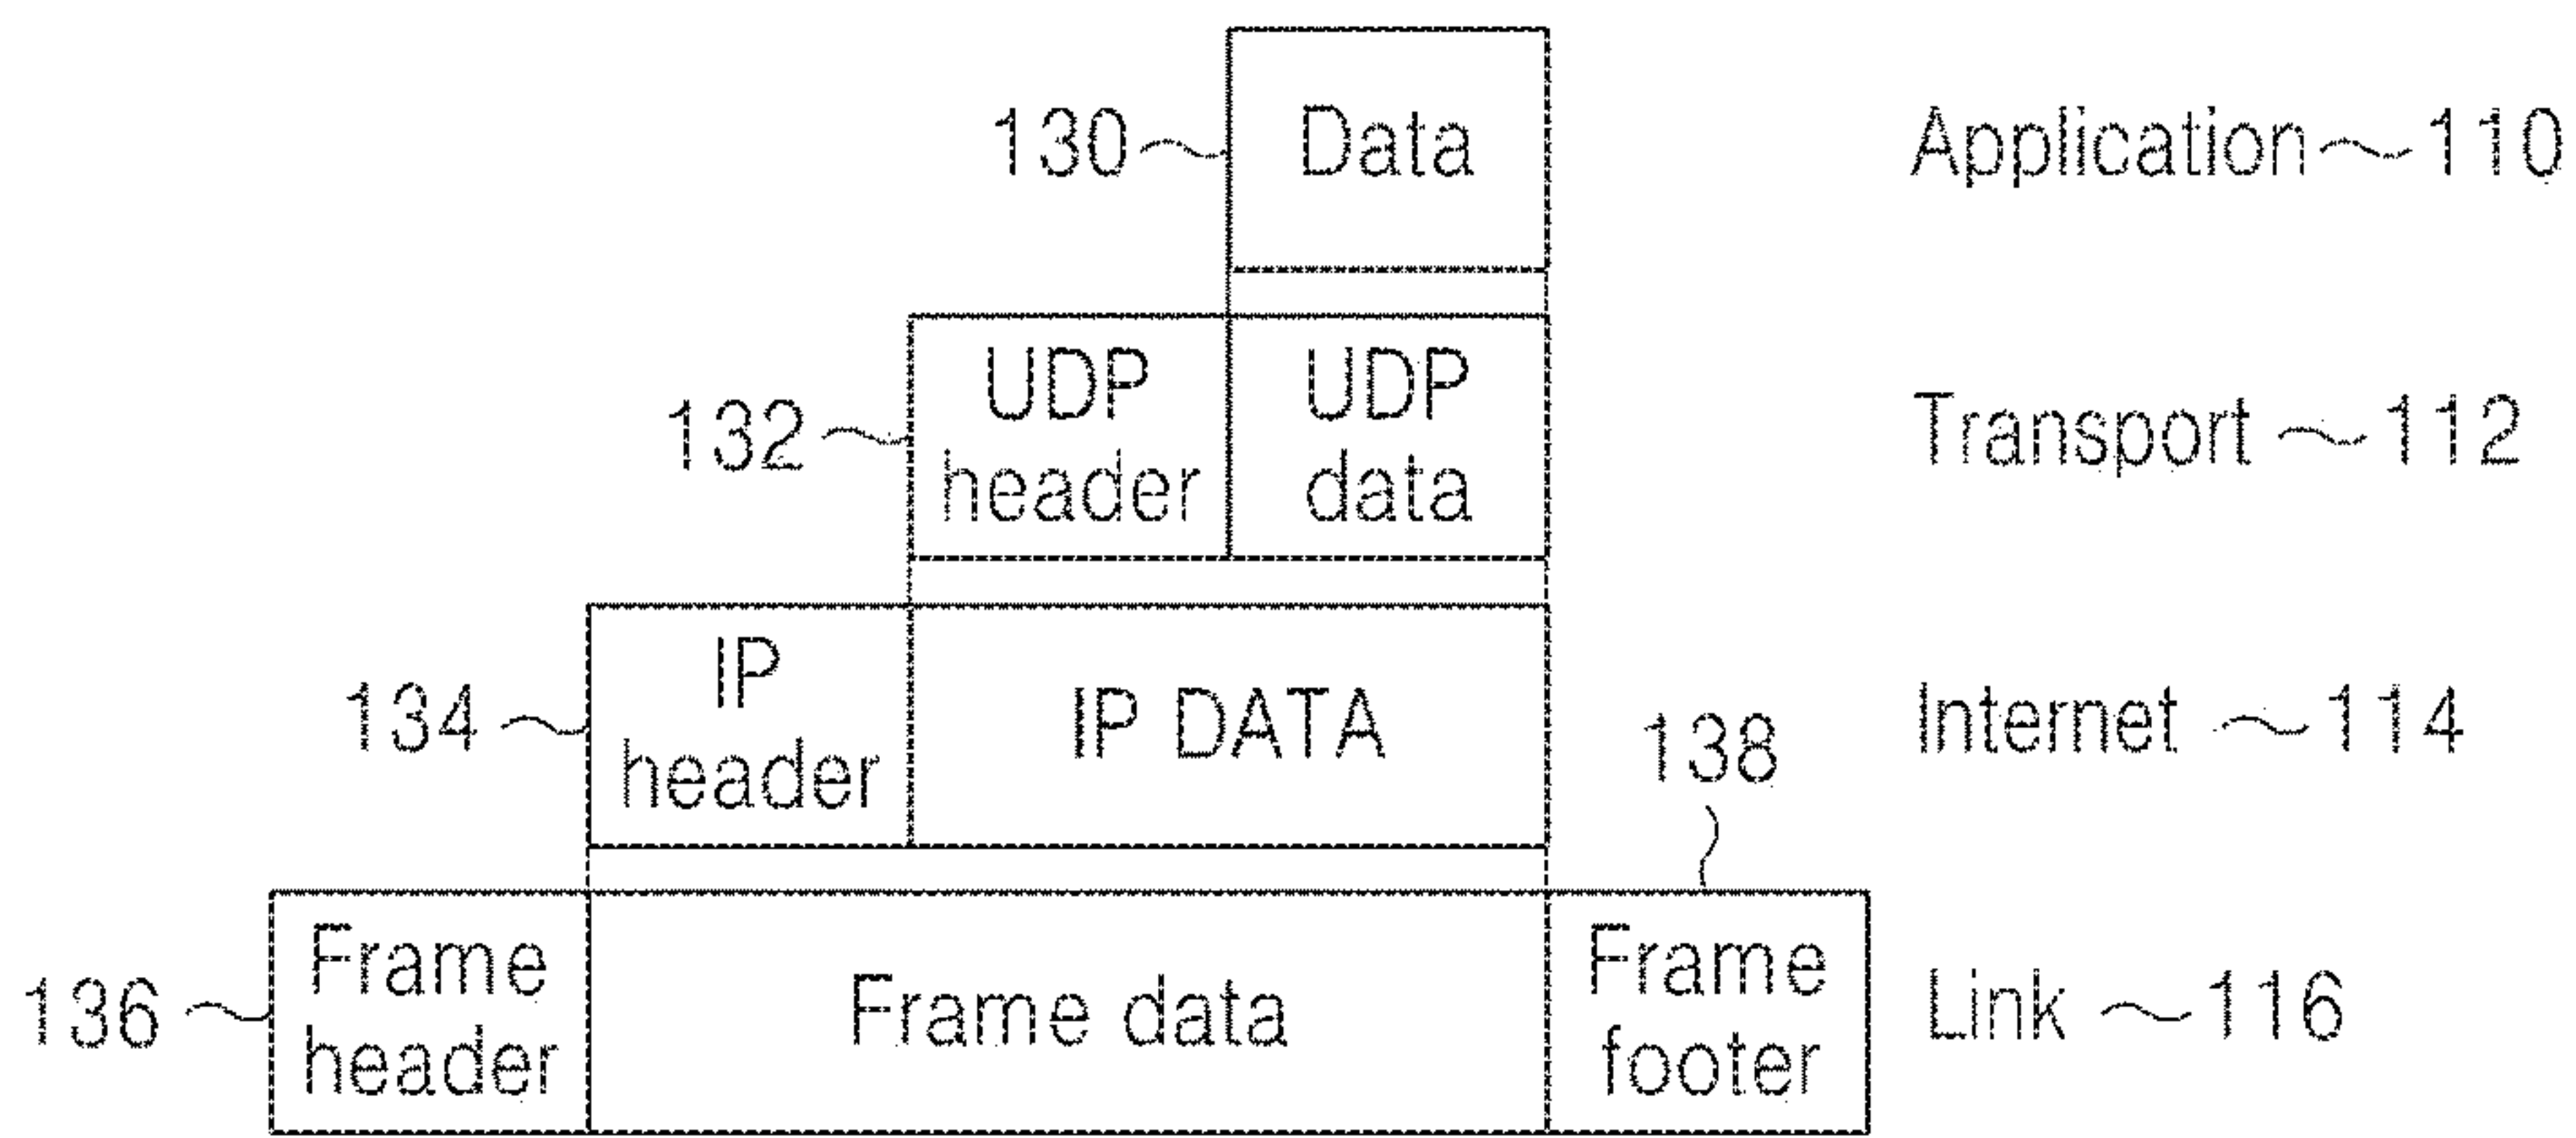 130 Data Application 110
132 UDP header UDP data Transport 112
134 IP header IP DATA Internet 114
138
136 Frame header Frame data Frame footer Link 116